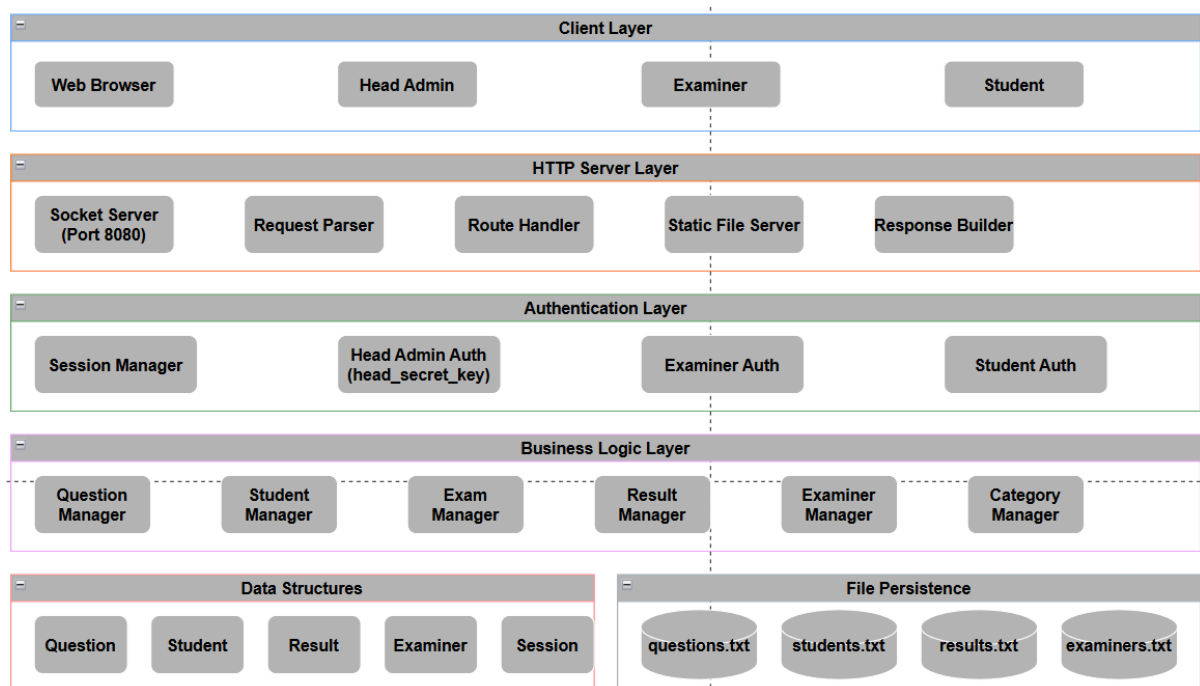 Client Layer
Web Browser
Head Admin
Examiner
Student
HTTP Server Layer
Socket Server
(Port 8080)
Request Parser
Route Handler
Static File Server
Response Builder
Authentication Layer
Session Manager
Head Admin Auth
(head_secret_key)
Examiner Auth
Student Auth
Business Logic Layer
Question
Manager
Student
Manager
Exam
Manager
Result
Manager
Examiner
Manager
Category
Manager
Data Structures
Question
Student
Result
Examiner
Session
File Persistence
questions.txt
students.txt
results.txt
examiners.txt